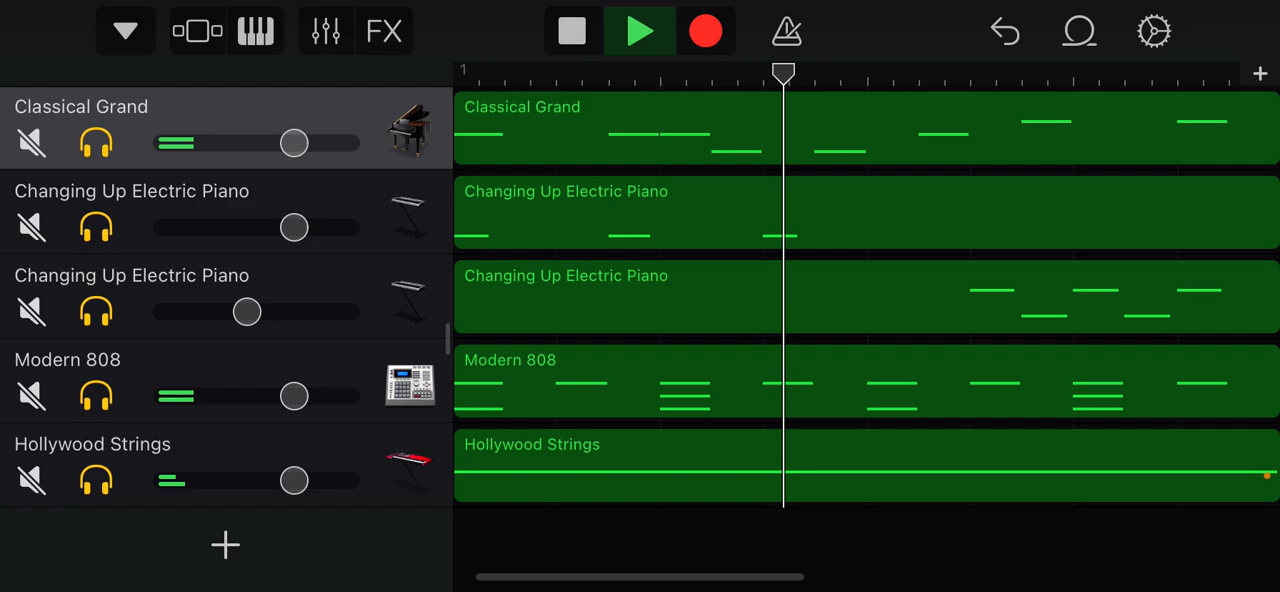 FX
1
Classical Grand
Classical Grand
Changing Up Electric Piano
Changing Up Electric Piano
Changing Up Electric Piano
Changing Up Electric Piano
Modern 808
Modern 808
Hollywood Strings
Hollywood Strings